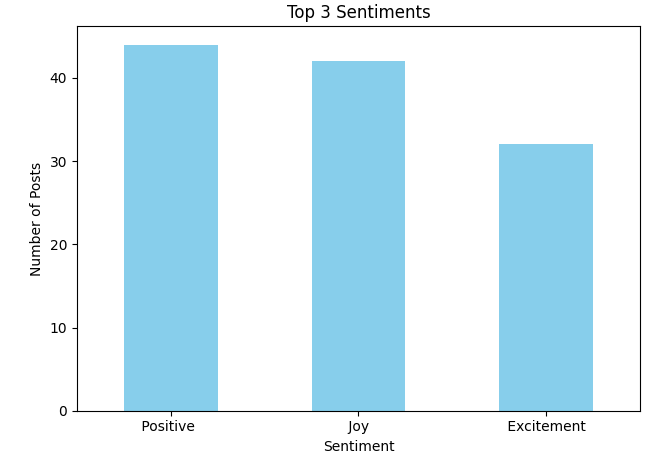 Top 3 Sentiments
Number of Posts
40
30
20
10
0
Positive Joy Excitement
Sentiment